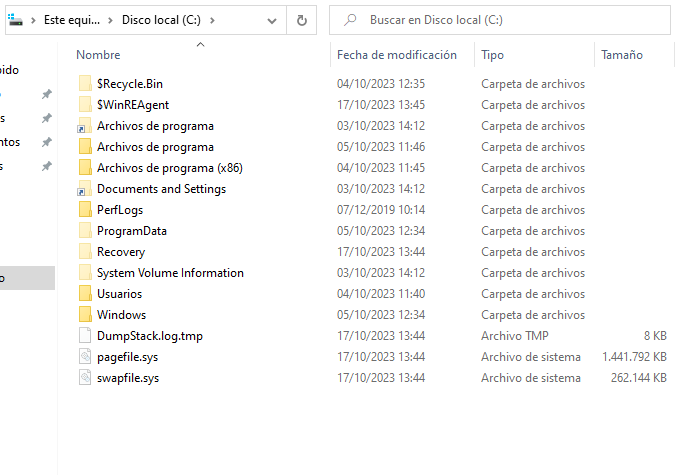 Este equi... Disco local (C:) Buscar en Disco local (C:)
Nombre Fecha de modificación Tipo Tamaño
$Recycle.Bin 04/10/2023 12:35 Carpeta de archivos
$WinREAgent 17/10/2023 13:45 Carpeta de archivos
Archivos de programa 03/10/2023 14:12 Carpeta de archivos
Archivos de programa 05/10/2023 11:46 Carpeta de archivos
Archivos de programa (x86) 04/10/2023 11:45 Carpeta de archivos
Documents and Settings 03/10/2023 14:12 Carpeta de archivos
PerfLogs 07/12/2019 10:14 Carpeta de archivos
ProgramData 05/10/2023 12:34 Carpeta de archivos
Recovery 17/10/2023 13:44 Carpeta de archivos
System Volume Information 03/10/2023 14:12 Carpeta de archivos
Usuarios 04/10/2023 11:40 Carpeta de archivos
Windows 05/10/2023 12:34 Carpeta de archivos
DumpStack.log.tmp 17/10/2023 13:44 Archivo TMP 8 KB
pagefile.sys 17/10/2023 13:44 Archivo de sistema 1.441.792 KB
swapfile.sys 17/10/2023 13:44 Archivo de sistema 262.144 KB